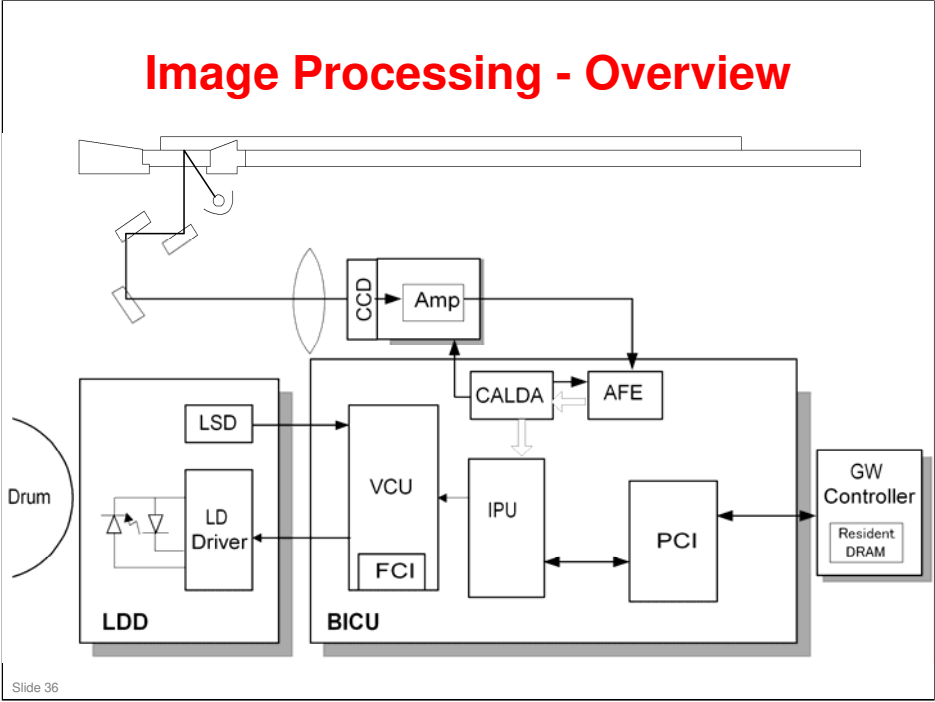 Image Processing - Overview
CCD
Amp
CALDA
AFE
LSD
VCU
IPU
GW
Controller
Resident
DRAM
Drum
LD
Driver
PCI
FCI
LDD
BICU
Slide 36